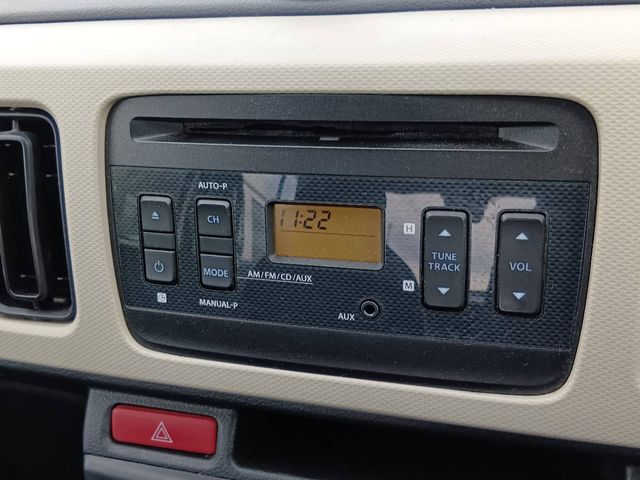 AUTO-P
CH
11:22
H
TUNE
TRACK
VOL
MODE
AM/FM/CD/AUX
M
MANUAL-P
AUX